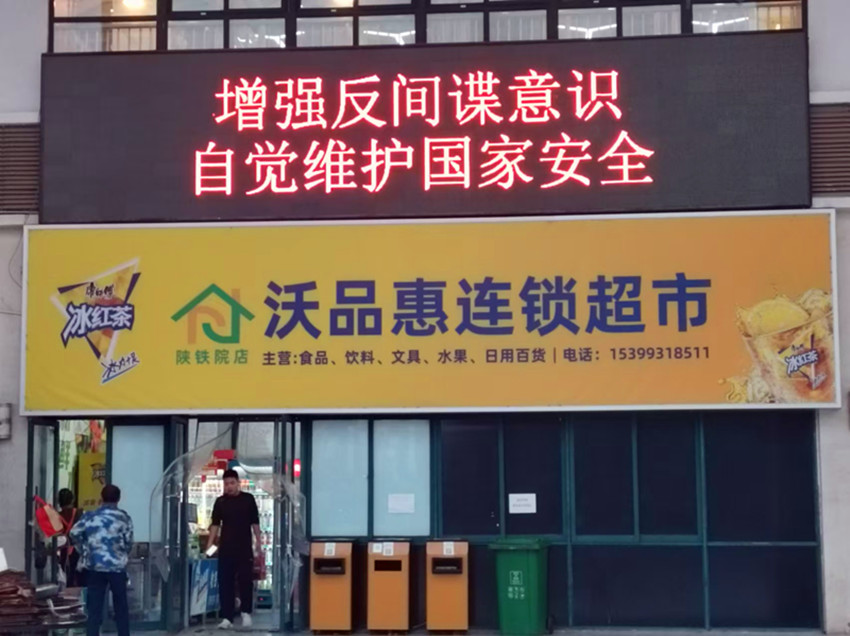 增强反间谍意识
自觉维护国家安全
康师傅
冰红茶
沃品惠连锁超市
陕铁院店
主营:食品、饮料、文具、水果、日用百货｜电话：15399318511
冰红茶